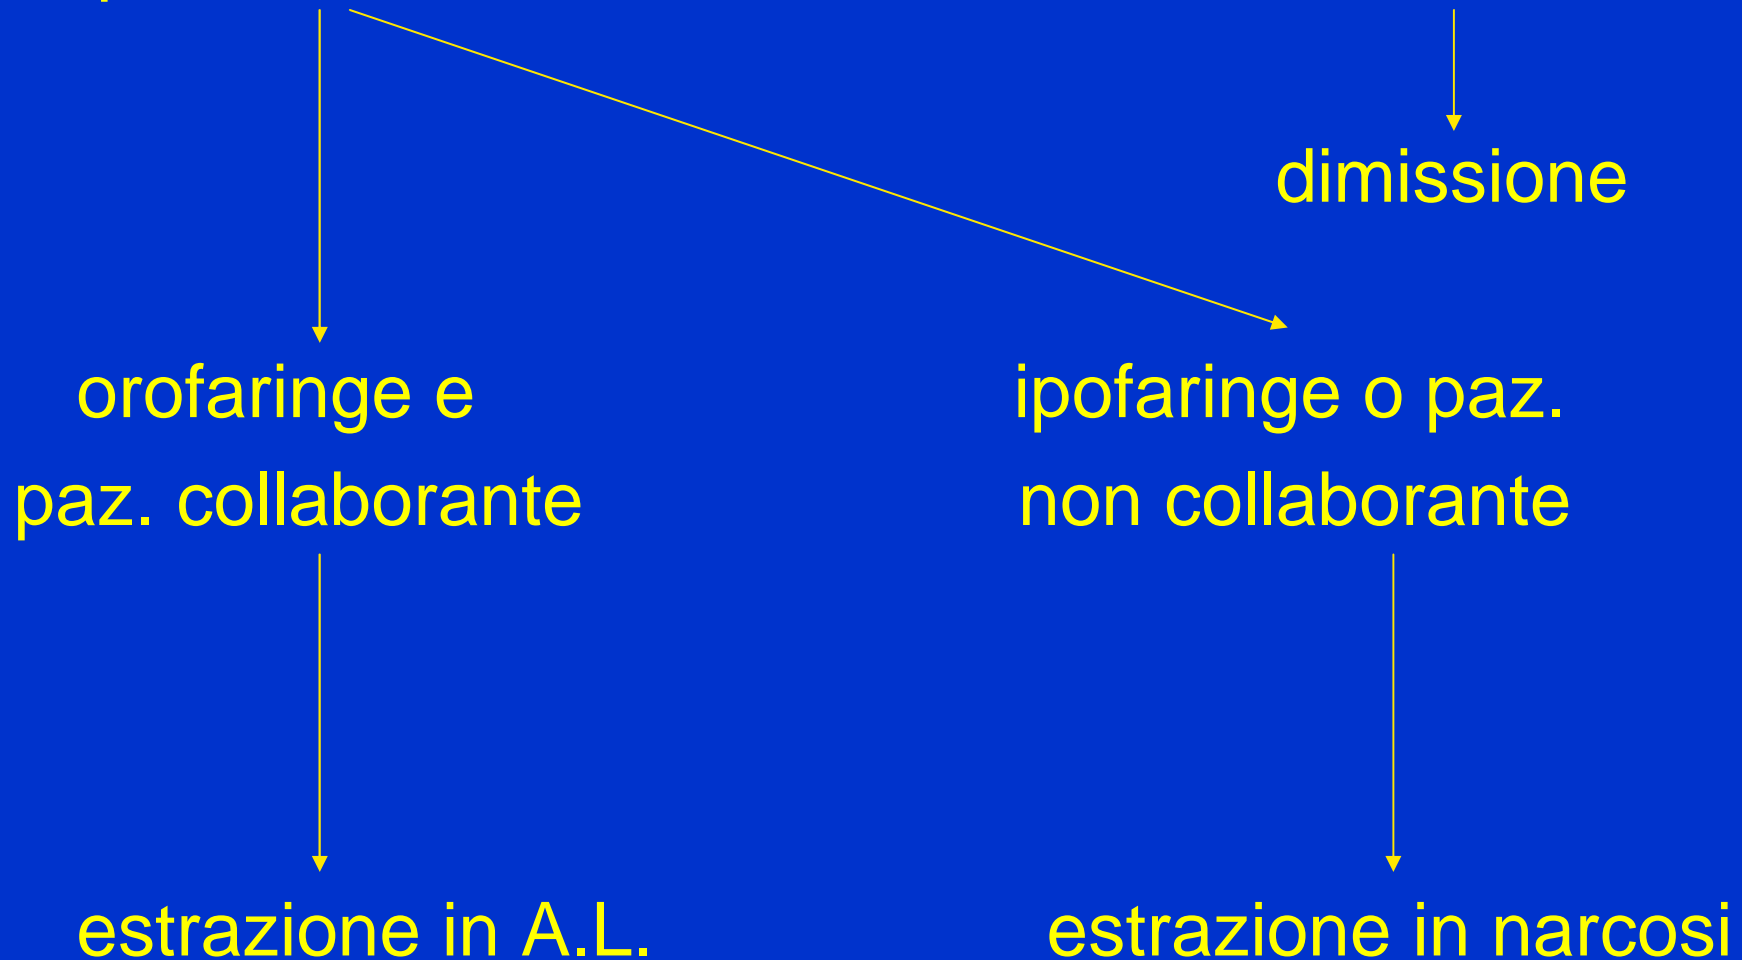 dimissione
orofaringe e
paz. collaborante
ipofaringe o paz.
non collaborante
estrazione in A.L.
estrazione in narcosi